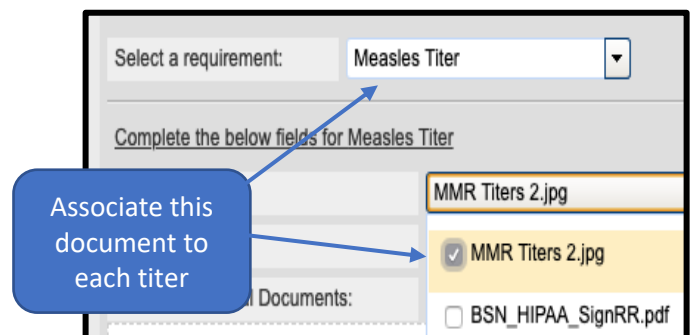 Select a requirement: Measles Titer
Complete the below fields for Measles Titer
MMR Titers 2.jpg
Associate this
document to
each titer
MMR Titers 2.jpg
Documents:
BSN_HIPAA_SignRR.pdf